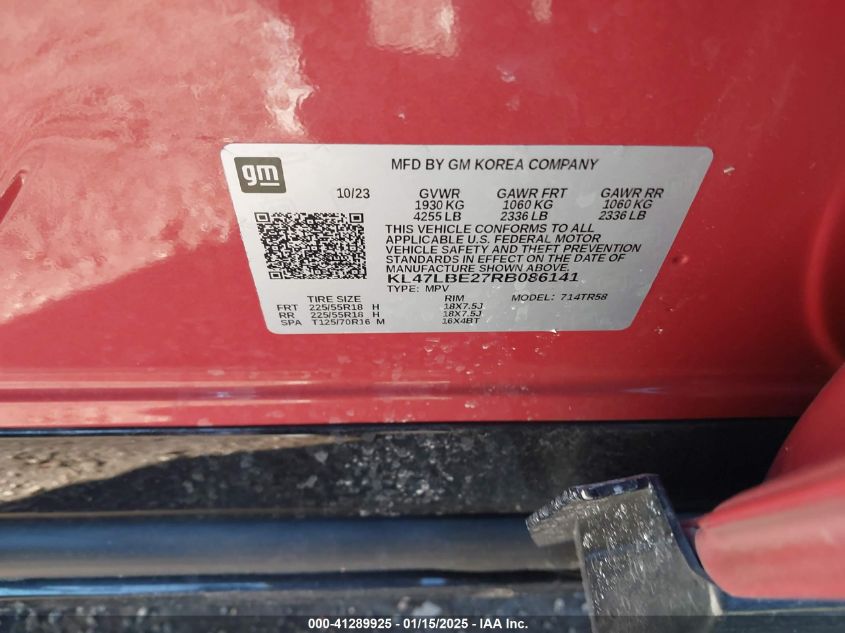 gm
MFD BY GM KOREA COMPANY
10/23 GVWR GAWR FRT GAWR RR
1930 KG 1060 KG 1060 KG
4255 LB 2336 LB 2336 LB
THIS VEHICLE CONFORMS TO ALL
APPLICABLE U.S. FEDERAL MOTOR
VEHICLE SAFETY AND THEFT PREVENTION
STANDARDS IN EFFECT ON THE DATE OF
MANUFACTURE SHOWN ABOVE.
KL47LBE27RB086141
TYPE: MPV MODEL: 714TR58
TIRE SIZE RIM
FRT 225/55R18 H 18X7.5J
RR 225/55R18 H 18X7.5J
SPA T125/70R16 M 16X4BT
000-41289925 - 01/15/2025 - IAA Inc.